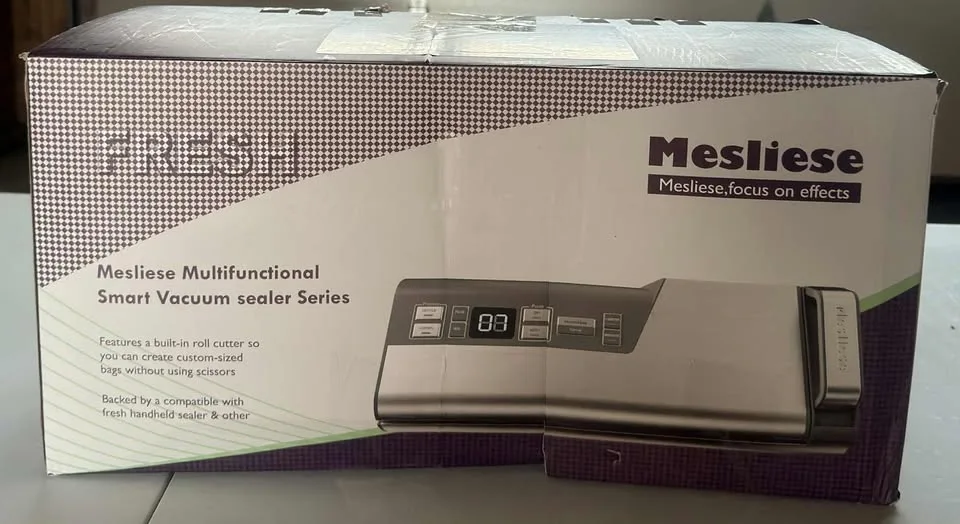 FRESH
Mesliese
Mesliese,focus on effects
Mesliese Multifunctional
Smart Vacuum sealer Series
Features a built-in roll cutter so
you can create custom-sized
bags without using scissors
Backed by a compatible with
fresh handheld sealer & other
07